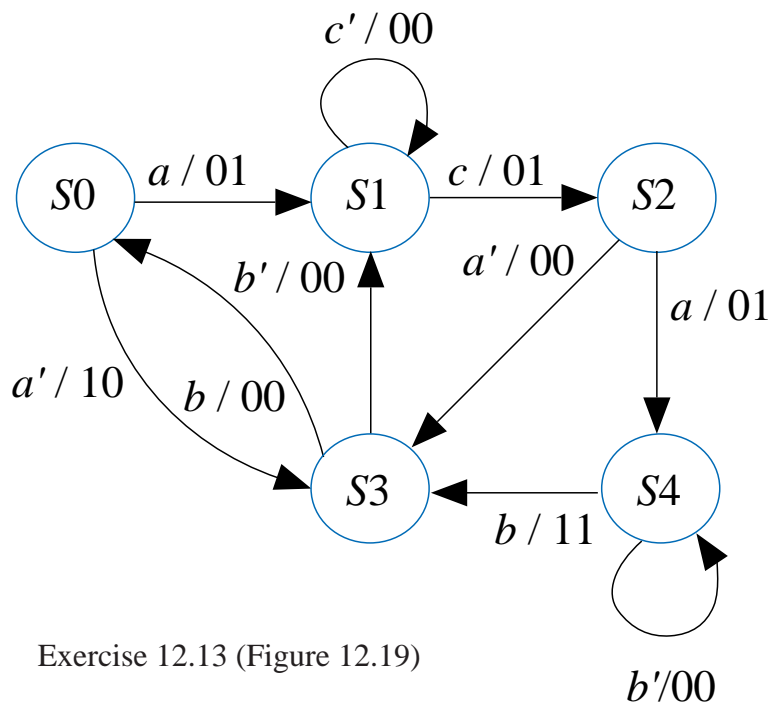 c' / 00
S0
a / 01
S1
c / 01
S2
b' / 00
a' / 00
a / 01
a' / 10
b / 00
S3
S4
b / 11
Exercise 12.13 (Figure 12.19)
b'/00